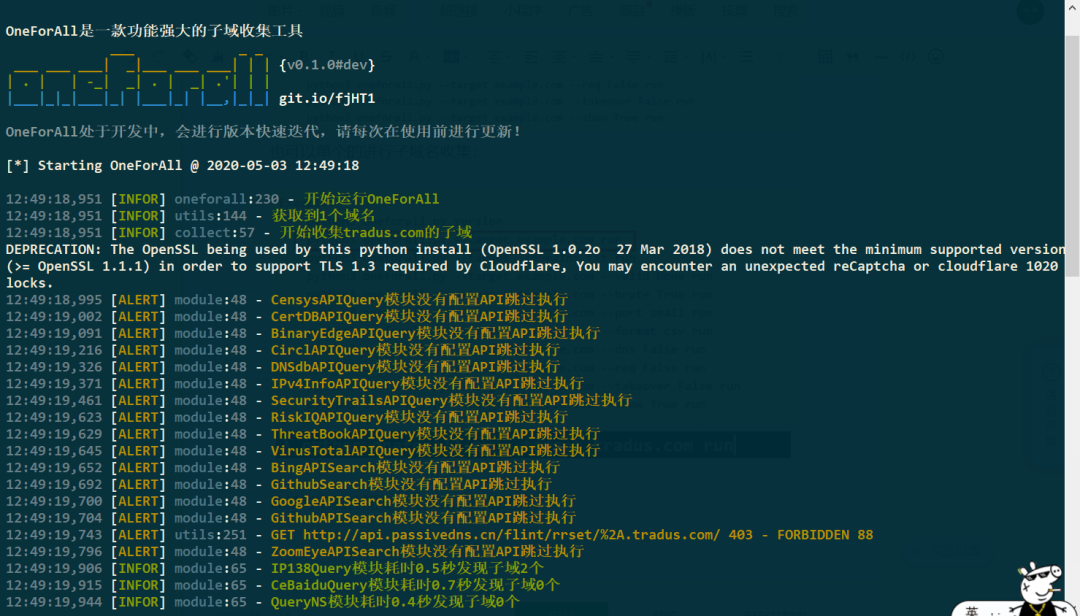 OneForAll是一款功能强大的子域收集工具
oneforall {v0.1.0#dev}
git.io/fjHT1
OneForAll处于开发中，会进行版本快速迭代，请每次在使用前进行更新！
[*] Starting OneForAll @ 2020-05-03 12:49:18
12:49:18,951 [INFOR] oneforall:230 - 开始运行OneForAll
12:49:18,951 [INFOR] utils:144 - 获取到1个域名
12:49:18,951 [INFOR] collect:57 - 开始收集tradus.com的子域
DEPRECATION: The OpenSSL being used by this python install (OpenSSL 1.0.2o  27 Mar 2018) does not meet the minimum supported version
(>= OpenSSL 1.1.1) in order to support TLS 1.3 required by Cloudflare, You may encounter an unexpected reCaptcha or cloudflare 1020
locks.
12:49:18,995 [ALERT] module:48 - CensysAPIQuery模块没有配置API跳过执行
12:49:19,002 [ALERT] module:48 - CertDBAPIQuery模块没有配置API跳过执行
12:49:19,091 [ALERT] module:48 - BinaryEdgeAPIQuery模块没有配置API跳过执行
12:49:19,216 [ALERT] module:48 - CirclAPIQuery模块没有配置API跳过执行
12:49:19,326 [ALERT] module:48 - DNSdbAPIQuery模块没有配置API跳过执行
12:49:19,371 [ALERT] module:48 - IPv4InfoAPIQuery模块没有配置API跳过执行
12:49:19,461 [ALERT] module:48 - SecurityTrailsAPIQuery模块没有配置API跳过执行
12:49:19,623 [ALERT] module:48 - RiskIQAPIQuery模块没有配置API跳过执行
12:49:19,629 [ALERT] module:48 - ThreatBookAPIQuery模块没有配置API跳过执行
12:49:19,645 [ALERT] module:48 - VirusTotalAPIQuery模块没有配置API跳过执行
12:49:19,652 [ALERT] module:48 - BingAPISearch模块没有配置API跳过执行
12:49:19,692 [ALERT] module:48 - GithubSearch模块没有配置API跳过执行
12:49:19,700 [ALERT] module:48 - GoogleAPISearch模块没有配置API跳过执行
12:49:19,704 [ALERT] module:48 - GithubAPISearch模块没有配置API跳过执行
12:49:19,743 [ALERT] utils:251 - GET http://api.passivedns.cn/flint/rrset/%2A.tradus.com/ 403 - FORBIDDEN 88
12:49:19,796 [ALERT] module:48 - ZoomEyeAPISearch模块没有配置API跳过执行
12:49:19,906 [INFOR] module:65 - IP138Query模块耗时0.5秒发现子域2个
12:49:19,915 [INFOR] module:65 - CeBaiduQuery模块耗时0.7秒发现子域0个
12:49:19,944 [INFOR] module:65 - QueryNS模块耗时0.4秒发现子域0个
英
tradus.com run